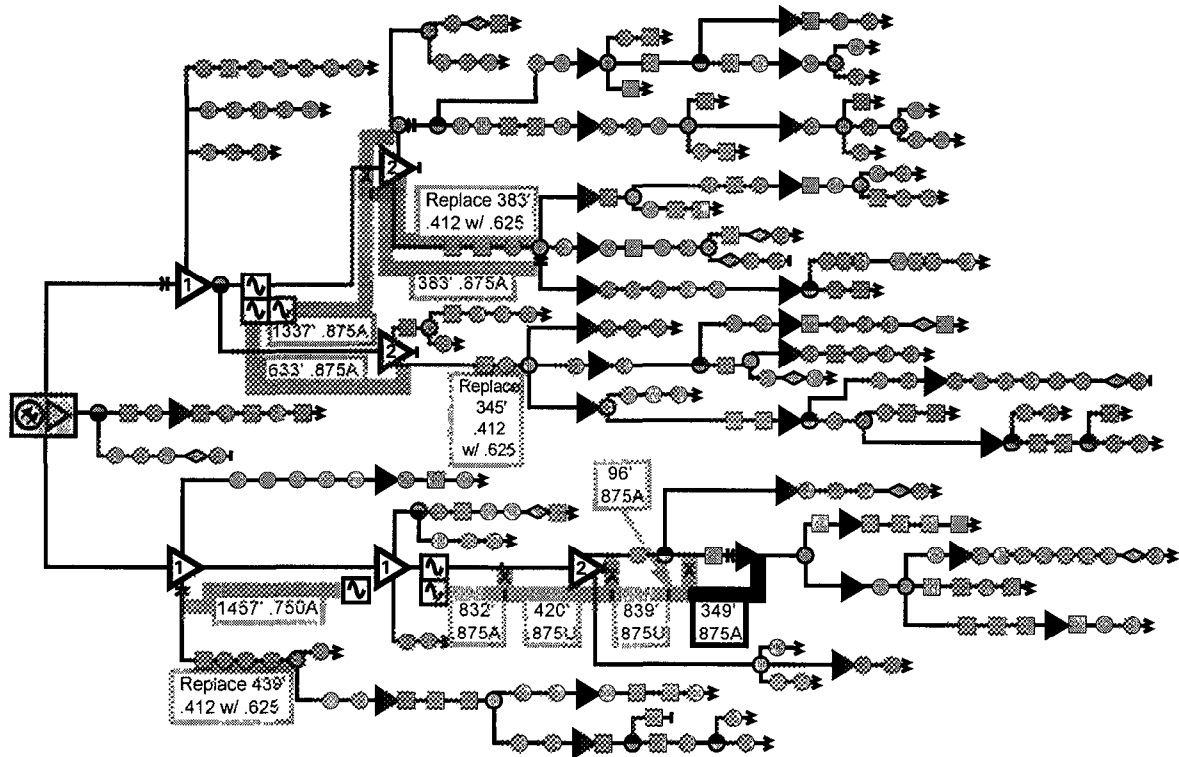 2
Replace 383'
.412 w/ .625
383' .875A
1
1337' .875A
633' .875A
2
Replace
345'
.412
w/ .625
96'
875A
1
1
2
1457' .750A
832'
875A
420'
875U
839'
875U
349'
875A
Replace 439'
.412 w/ .625